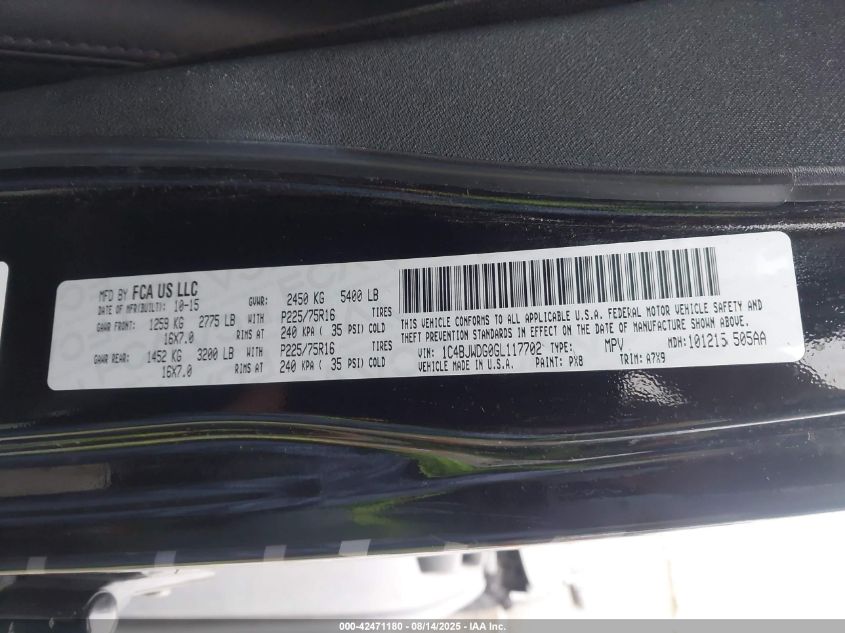 MFD BY FCA US LLC
DATE OF MFR(BUILT): 10-15
GVWR: 2450 KG 5400 LB
GAWR FRONT: 1259 KG 2775 LB WITH P225/75R16 TIRES
16X7.0 RIMS AT 240 KPA ( 35 PSI) COLD
GAWR REAR: 1452 KG 3200 LB WITH P225/75R16 TIRES
16X7.0 RIMS AT 240 KPA ( 35 PSI) COLD
THIS VEHICLE CONFORMS TO ALL APPLICABLE U.S.A. FEDERAL MOTOR VEHICLE SAFETY AND
THEFT PREVENTION STANDARDS IN EFFECT ON THE DATE OF MANUFACTURE SHOWN ABOVE.
VIN: 1C4BJWDG0GL117702 TYPE: MPV MDH:101215 505AA
VEHICLE MADE IN U.S.A. PAINT: PX8 TRIM: A7X9
000-42471180 - 08/14/2025 - IAA Inc.